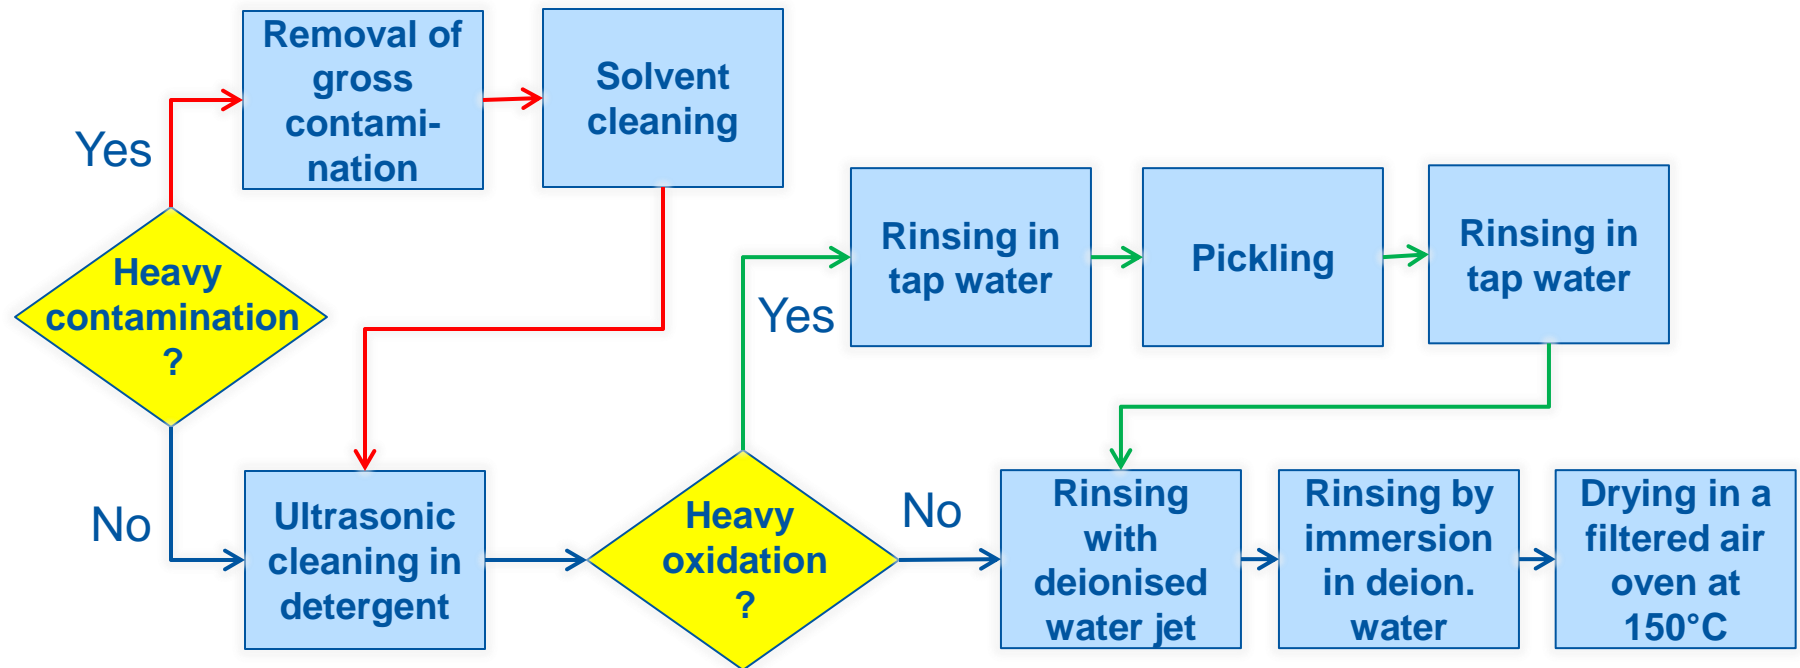 Removal of
gross
contami-
nation
Solvent
cleaning
Yes
Heavy
contamination
?
No
Ultrasonic
cleaning in
detergent
Heavy
oxidation
?
Yes
Rinsing in
tap water
Pickling
Rinsing in
tap water
No
Rinsing
with
deionised
water jet
Rinsing by
immersion
in deion.
water
Drying in a
filtered air
oven at
150°C